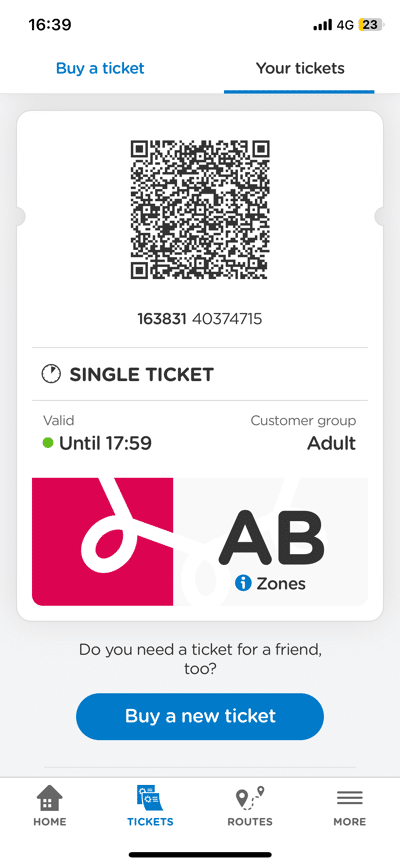 16:39 4G 23
Buy a ticket Your tickets
163831 40374715
SINGLE TICKET
Valid Customer group
Until 17:59 Adult
AB
Zones
Do you need a ticket for a friend,
too?
Buy a new ticket
HOME TICKETS ROUTES MORE